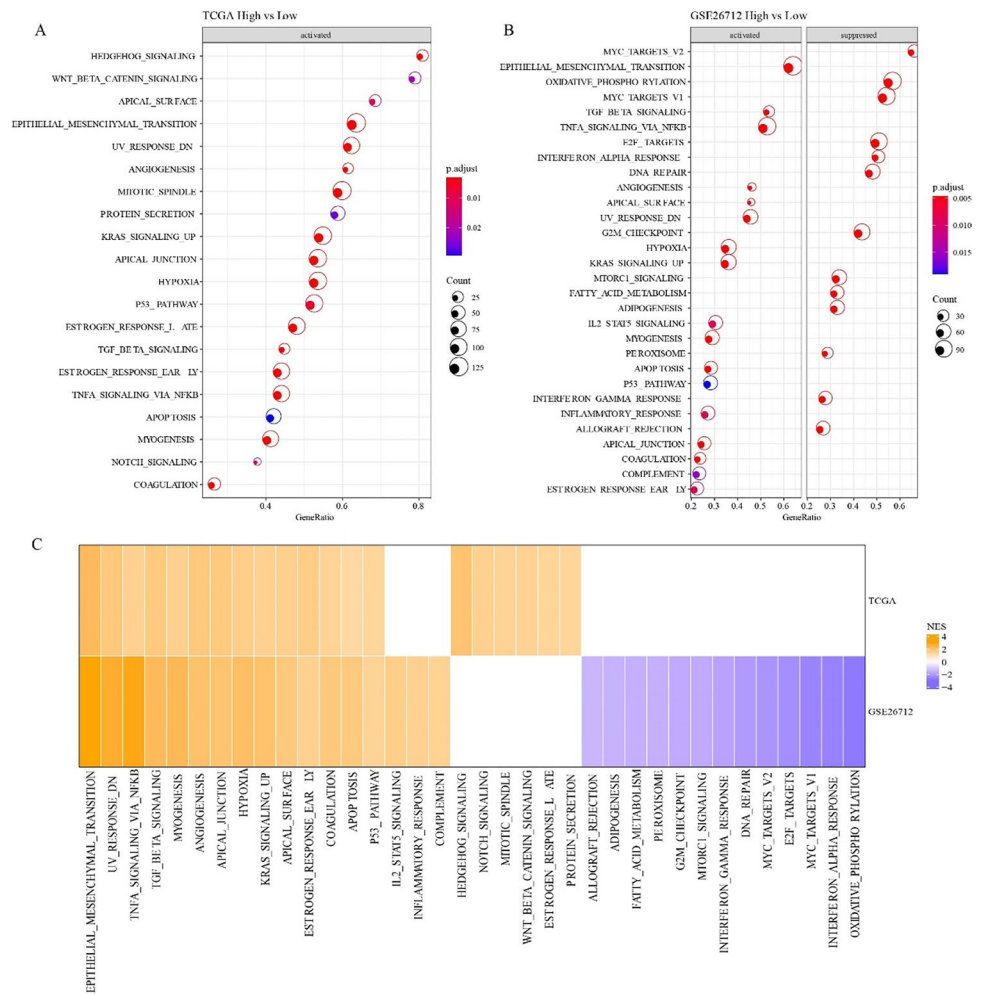 A
TCGA High vs Low
activated
HEDGEHOG_SIGNALING
WNT_BETA_CATENIN_SIGNALING
APICAL_SURFACE
EPITHELIAL_MESENCHYMAL_TRANSITION
UV_RESPONSE_DN
ANGIOGENESIS
MITOTIC_SPINDLE
PROTEIN_SECRETION
KRAS_SIGNALING_UP
APICAL_JUNCTION
HYPOXIA
P53_PATHWAY
ESTROGEN_RESPONSE_L ATE
TGF_BETA_SIGNALING
ESTROGEN_RESPONSE_EAR LY
TNFA_SIGNALING_VIA_NFKB
APOPTOSIS
MYOGENESIS
NOTCH_SIGNALING
COAGULATION
0.4 0.6 0.8
GeneRatio
p.adjust
0.01
0.02
Count
25
50
75
100
125
B
GSE26712 High vs Low
activated suppressed
MYC_TARGETS_V2
EPITHELIAL_MESENCHYMAL_TRANSITION
OXIDATIVE_PHOSPHO RYLATION
MYC_TARGETS_V1
TGF_BETA_SIGNALING
TNFA_SIGNALING_VIA_NFKB
E2F_TARGETS
INTERFERON_ALPHA_RESPONSE
DNA_REPAIR
ANGIOGENESIS
APICAL_SURFACE
UV_RESPONSE_DN
G2M_CHECKPOINT
HYPOXIA
KRAS_SIGNALING_UP
MTORC1_SIGNALING
FATTY_ACID_METABOLISM
ADIPOGENESIS
IL2_STAT5_SIGNALING
MYOGENESIS
PEROXISOME
APOPTOSIS
P53_PATHWAY
INTERFERON_GAMMA_RESPONSE
INFLAMMATORY_RESPONSE
ALLOGRAFT_REJECTION
APICAL_JUNCTION
COAGULATION
COMPLEMENT
ESTROGEN_RESPONSE_EAR LY
0.2 0.3 0.4 0.5 0.6 0.2 0.3 0.4 0.5 0.6
GeneRatio
p.adjust
0.005
0.010
0.015
Count
30
60
90
C
TCGA
GSE26712
NES
4
2
0
−2
−4
EPITHELIAL_MESENCHYMAL_TRANSITION
UV_RESPONSE_DN
TNFA_SIGNALING_VIA_NFKB
TGF_BETA_SIGNALING
MYOGENESIS
ANGIOGENESIS
APICAL_JUNCTION
HYPOXIA
KRAS_SIGNALING_UP
APICAL_SURFACE
ESTROGEN_RESPONSE_EAR LY
COAGULATION
APOPTOSIS
P53_PATHWAY
IL2_STAT5_SIGNALING
INFLAMMATORY_RESPONSE
COMPLEMENT
HEDGEHOG_SIGNALING
NOTCH_SIGNALING
MITOTIC_SPINDLE
WNT_BETA_CATENIN_SIGNALING
ESTROGEN_RESPONSE_L ATE
PROTEIN_SECRETION
ALLOGRAFT_REJECTION
ADIPOGENESIS
FATTY_ACID_METABOLISM
PEROXISOME
G2M_CHECKPOINT
MTORC1_SIGNALING
INTERFERON_GAMMA_RESPONSE
DNA_REPAIR
MYC_TARGETS_V2
E2F_TARGETS
MYC_TARGETS_V1
INTERFERON_ALPHA_RESPONSE
OXIDATIVE_PHOSPHO RYLATION